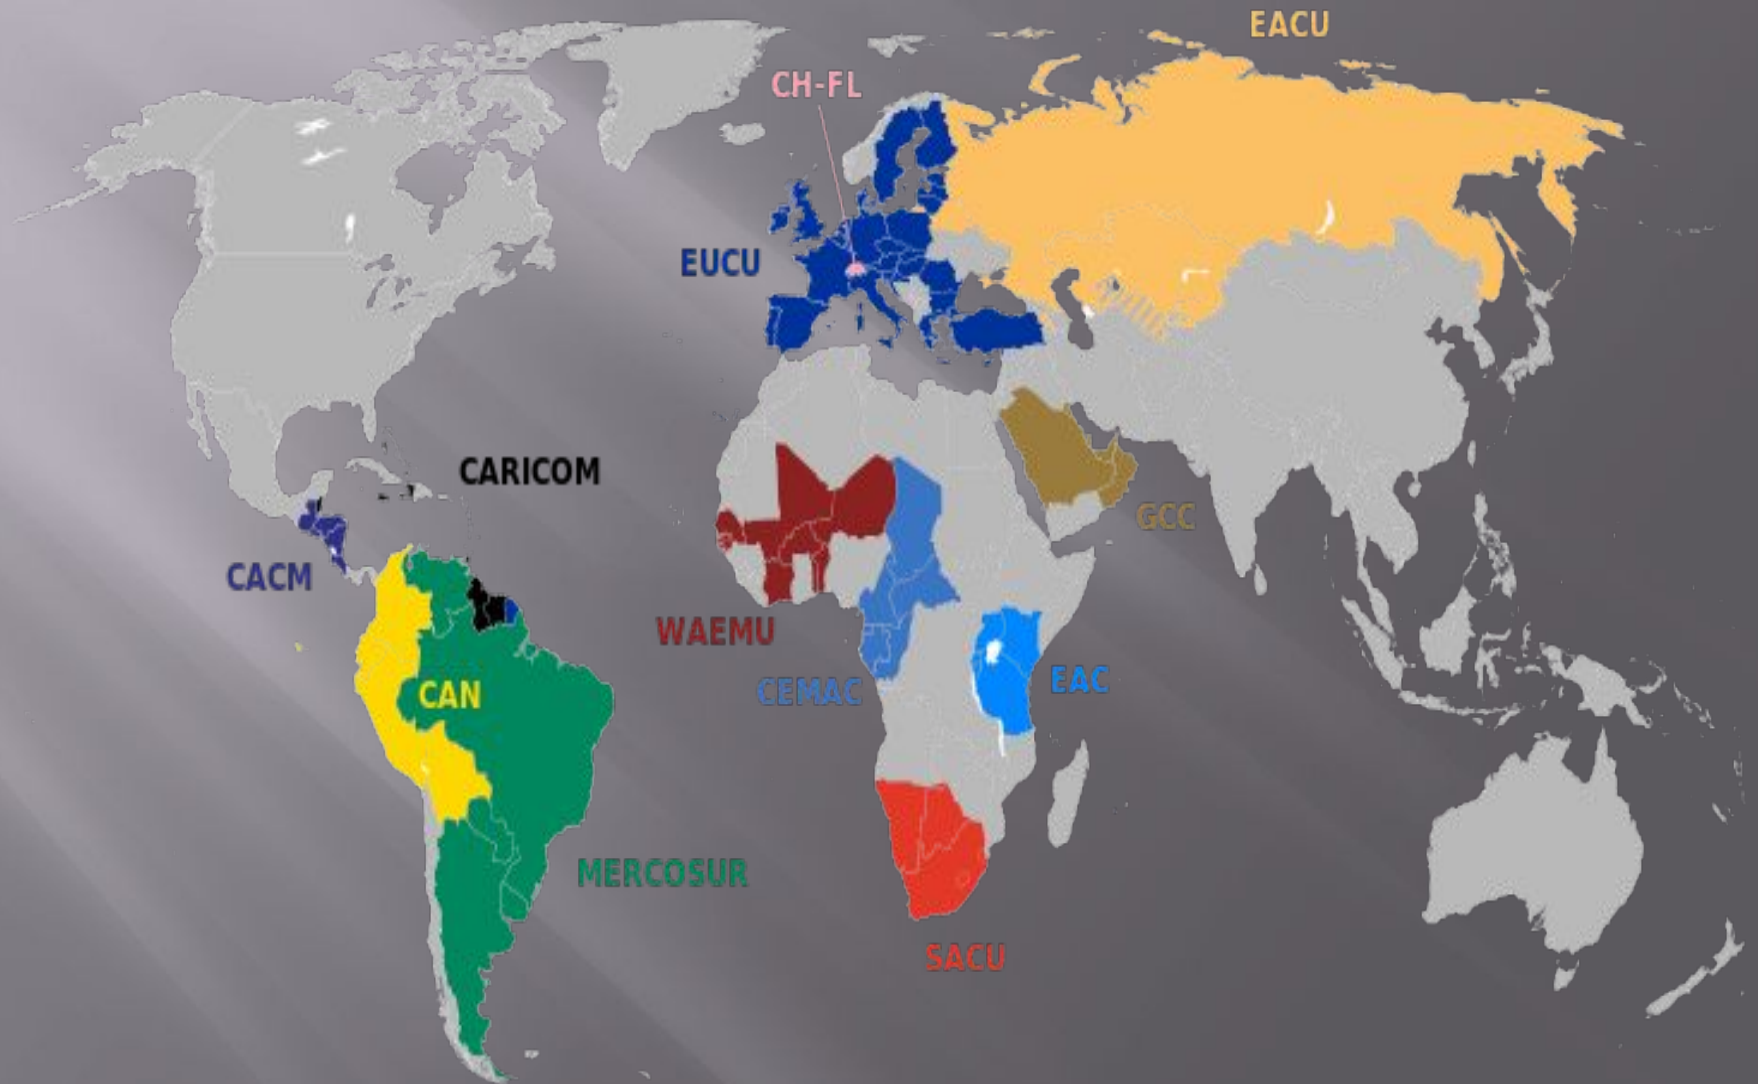 EACU
CH-FL
EUCU
CARICOM
GCC
CACM
WAEMU
CAN
CEMAC
EAC
MERCOSUR
SACU